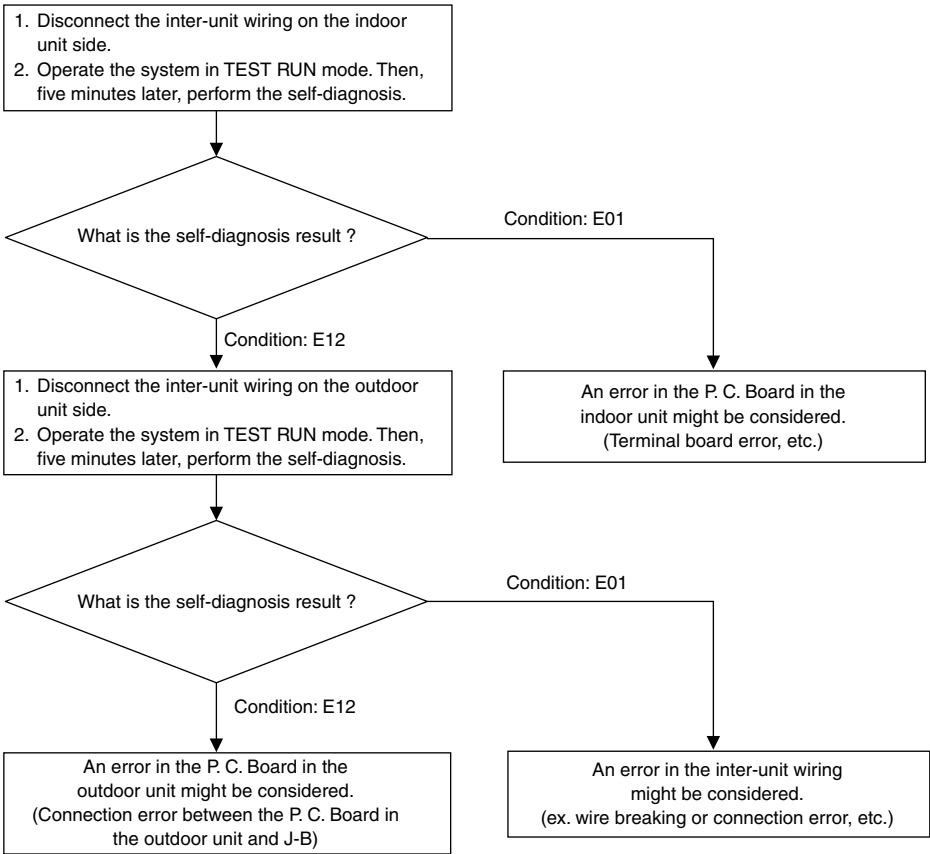 1. Disconnect the inter-unit wiring on the indoor
unit side.
2. Operate the system in TEST RUN mode. Then,
five minutes later, perform the self-diagnosis.
What is the self-diagnosis result ?
Condition: E01
Condition: E12
An error in the P. C. Board in the
indoor unit might be considered.
(Terminal board error, etc.)
1. Disconnect the inter-unit wiring on the outdoor
unit side.
2. Operate the system in TEST RUN mode. Then,
five minutes later, perform the self-diagnosis.
What is the self-diagnosis result ?
Condition: E01
Condition: E12
An error in the P. C. Board in the
outdoor unit might be considered.
(Connection error between the P. C. Board in
the outdoor unit and J-B)
An error in the inter-unit wiring
might be considered.
(ex. wire breaking or connection error, etc.)